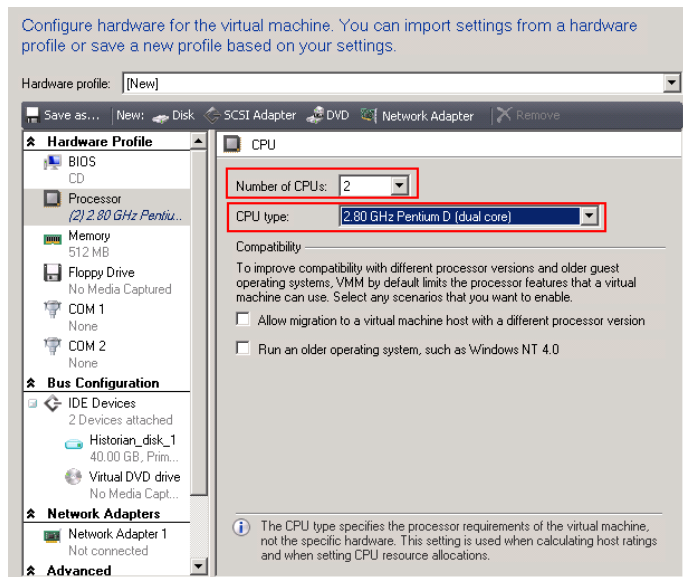 Configure hardware for the virtual machine. You can import settings from a hardware
profile or save a new profile based on your settings.
Hardware profile: [New]
Save as... New: Disk SCSI Adapter DVD Network Adapter Remove
Hardware Profile
BIOS
CD
Processor
(2) 2.80 GHz Pentiu...
Memory
512 MB
Floppy Drive
No Media Captured
COM 1
None
COM 2
None
Bus Configuration
IDE Devices
2 Devices attached
Historian_disk_1
40.00 GB, Prim...
Virtual DVD drive
No Media Capt...
Network Adapters
Network Adapter 1
Not connected
Advanced
CPU
Number of CPUs: 2
CPU type: 2.80 GHz Pentium D (dual core)
Compatibility
To improve compatibility with different processor versions and older guest
operating systems, VMM by default limits the processor features that a virtual
machine can use. Select any scenarios that you want to enable.
Allow migration to a virtual machine host with a different processor version
Run an older operating system, such as Windows NT 4.0
The CPU type specifies the processor requirements of the virtual machine,
not the specific hardware. This setting is used when calculating host ratings
and when setting CPU resource allocations.